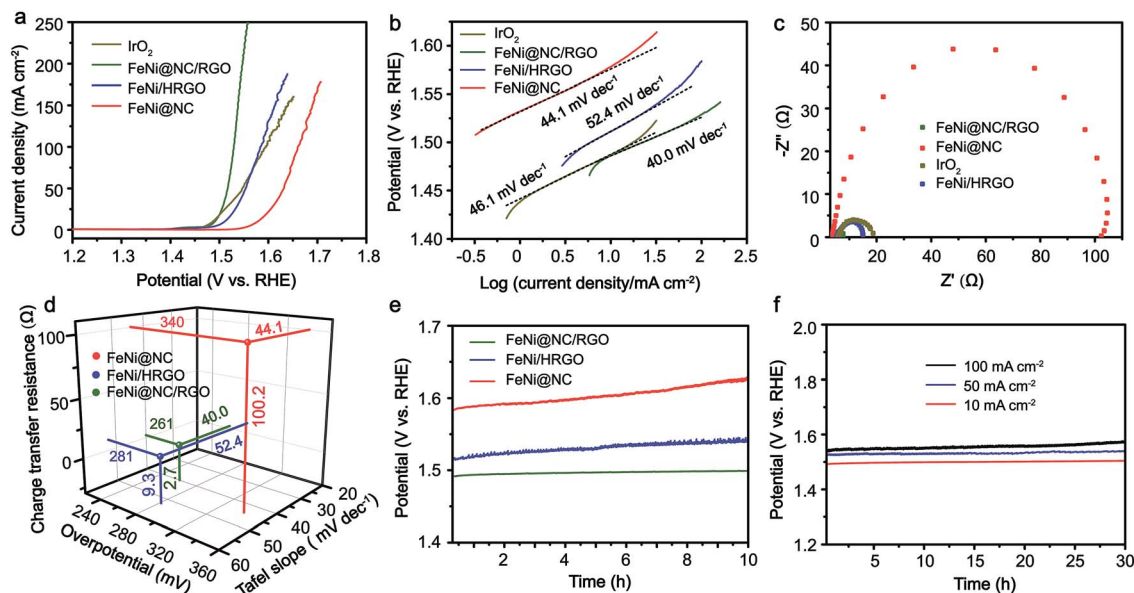 a
Current density (mA cm⁻²)
250
200
150
100
50
0
IrO₂
FeNi@NC/RGO
FeNi/HRGO
FeNi@NC
1.2 1.3 1.4 1.5 1.6 1.7 1.8
Potential (V vs. RHE)
b
Potential (V vs. RHE)
1.60
1.55
1.50
1.45
1.40
IrO₂
FeNi@NC/RGO
FeNi/HRGO
FeNi@NC
44.1 mV dec⁻¹
52.4 mV dec⁻¹
46.1 mV dec⁻¹
40.0 mV dec⁻¹
-0.5 0 0.5 1.0 1.5 2.0 2.5
Log (current density/mA cm⁻²)
c
-Z'' (Ω)
50
40
30
20
10
0
FeNi@NC/RGO
FeNi@NC
IrO₂
FeNi/HRGO
20 40 60 80 100
Z' (Ω)
d
Charge transfer resistance (Ω)
100
50
0
FeNi@NC
FeNi/HRGO
FeNi@NC/RGO
340
44.1
100.2
261
40.0
2.7
281
52.4
9.3
240 280 320 360
Overpotential (mV)
60 50 40 30 20
Tafel slope ( mV dec⁻¹)
e
Potential (V vs. RHE)
1.7
1.6
1.5
1.4
FeNi@NC/RGO
FeNi/HRGO
FeNi@NC
2 4 6 8 10
Time (h)
f
Potential (V vs. RHE)
2.0
1.8
1.6
1.4
1.2
100 mA cm⁻²
50 mA cm⁻²
10 mA cm⁻²
5 10 15 20 25 30
Time (h)